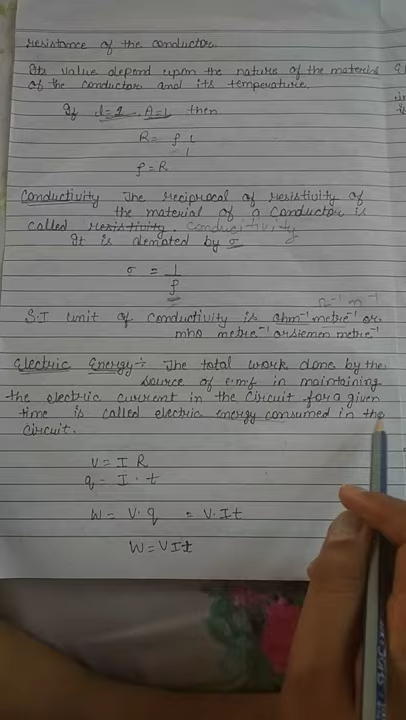 resistance of the conductor.
Its value depend upon the nature of the material
of the conductor and its temperature.
If l=1, A=1 then
R = ρ l
1
ρ = R
Conductivity The reciprocal of resistivity of
the material of a conductor is
called resistivity. Conductivity
It is denoted by σ
σ = 1
ρ
Ω⁻¹ m⁻¹
S.I unit of conductivity is ohm⁻¹ metre⁻¹ or
mho metre⁻¹ or siemen metre⁻¹
Electric Energy :- The total work done by the
source of e.m.f in maintaining
the electric current in the circuit for a given
time is called electric energy consumed in the
circuit.
V = I R
q = I · t
W = V· q = V· It
W = VIt